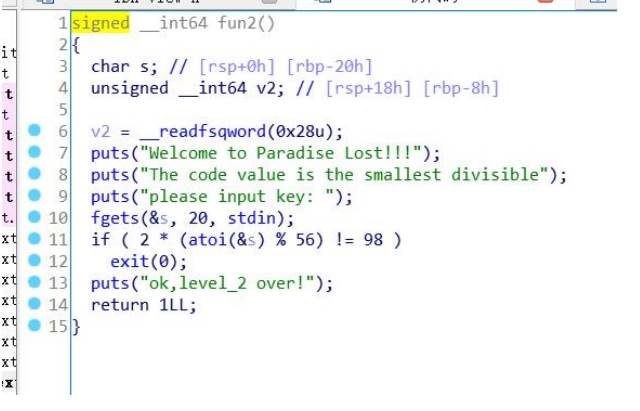 1 signed __int64 fun2()
2 {
3 char s; // [rsp+0h] [rbp-20h]
4 unsigned __int64 v2; // [rsp+18h] [rbp-8h]
5
6 v2 = __readfsqword(0x28u);
7 puts("Welcome to Paradise Lost!!!");
8 puts("The code value is the smallest divisible");
9 puts("please input key: ");
10 fgets(&s, 20, stdin);
11 if ( 2 * (atoi(&s) % 56) != 98 )
12 exit(0);
13 puts("ok,level_2 over!");
14 return 1LL;
15 }